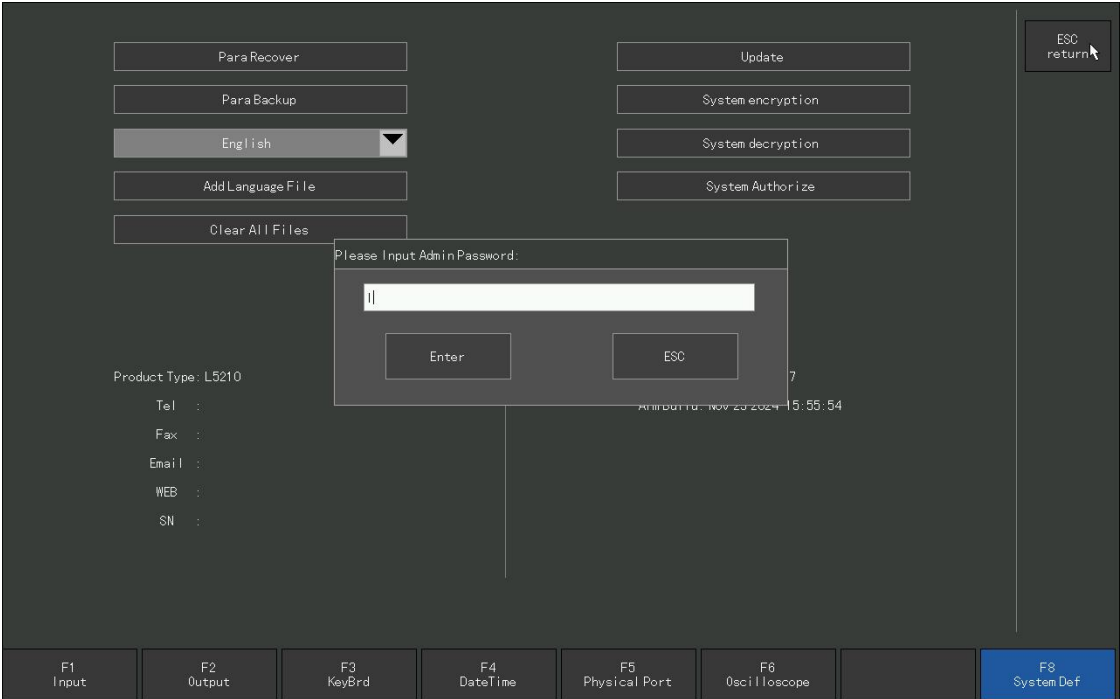 ESC
return
Para Recover
Update
Para Backup
System encryption
English
System decryption
Add Language File
System Authorize
Clear All Files
Please Input Admin Password:
Enter
ESC
Product Type: L5210
7
Tel :
2024 15:55:54
Fax :
Email :
WEB :
SN :
F1
Input
F2
Output
F3
KeyBrd
F4
DateTime
F5
Physical Port
F6
Oscilloscope
F8
System Def